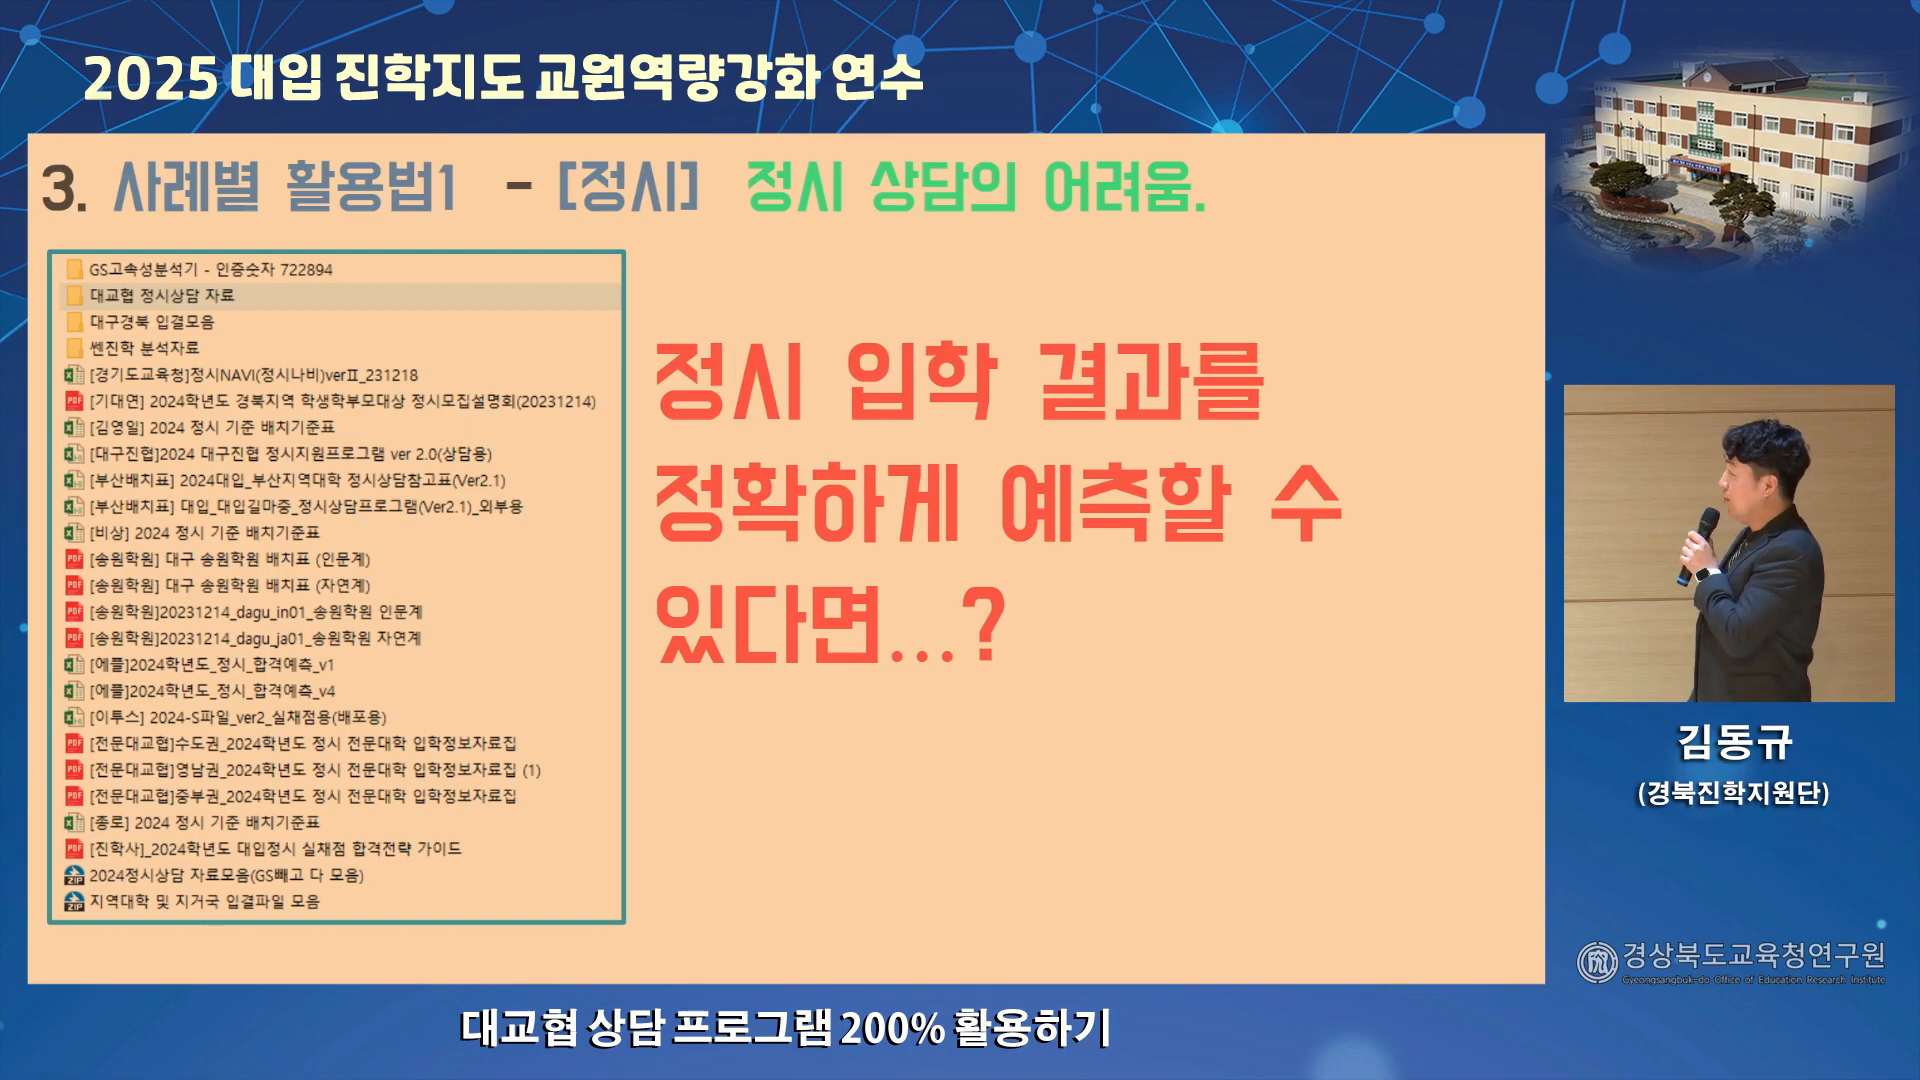 2025 대입 진학지도 교원역량강화 연수
3. 사례별 활용법1 - [정시] 정시 상담의 어려움.
GS고속성분석기 - 인증숫자 722894
대교협 정시상담 자료
대구경북 입결모음
쎈진학 분석자료
[경기도교육청]정시NAVI(정시나비)verⅡ_231218
[기대연] 2024학년도 경북지역 학생학부모대상 정시모집설명회(20231214)
[김영일] 2024 정시 기준 배치기준표
[대구진협]2024 대구진협 정시지원프로그램 ver 2.0(상담용)
[부산배치표] 2024대입_부산지역대학 정시상담참고표(Ver2.1)
[부산배치표] 대입_대입길마중_정시상담프로그램(Ver2.1)_외부용
[비상] 2024 정시 기준 배치기준표
[송원학원] 대구 송원학원 배치표 (인문계)
[송원학원] 대구 송원학원 배치표 (자연계)
[송원학원]20231214_dagu_in01_송원학원 인문계
[송원학원]20231214_dagu_ja01_송원학원 자연계
[에플]2024학년도_정시_합격예측_v1
[에플]2024학년도_정시_합격예측_v4
[이투스] 2024-S파일_ver2_실채점용(배포용)
[전문대교협]수도권_2024학년도 정시 전문대학 입학정보자료집
[전문대교협]영남권_2024학년도 정시 전문대학 입학정보자료집 (1)
[전문대교협]중부권_2024학년도 정시 전문대학 입학정보자료집
[종로] 2024 정시 기준 배치기준표
[진학사]_2024학년도 대입정시 실채점 합격전략 가이드
2024정시상담 자료모음(GS빼고 다 모음)
지역대학 및 지거국 입결파일 모음
정시 입학 결과를
정확하게 예측할 수
있다면...?
김동규
(경북진학지원단)
경상북도교육청연구원
Gyeongsangbuk-do Office of Education Research Institute
대교협 상담 프로그램 200% 활용하기